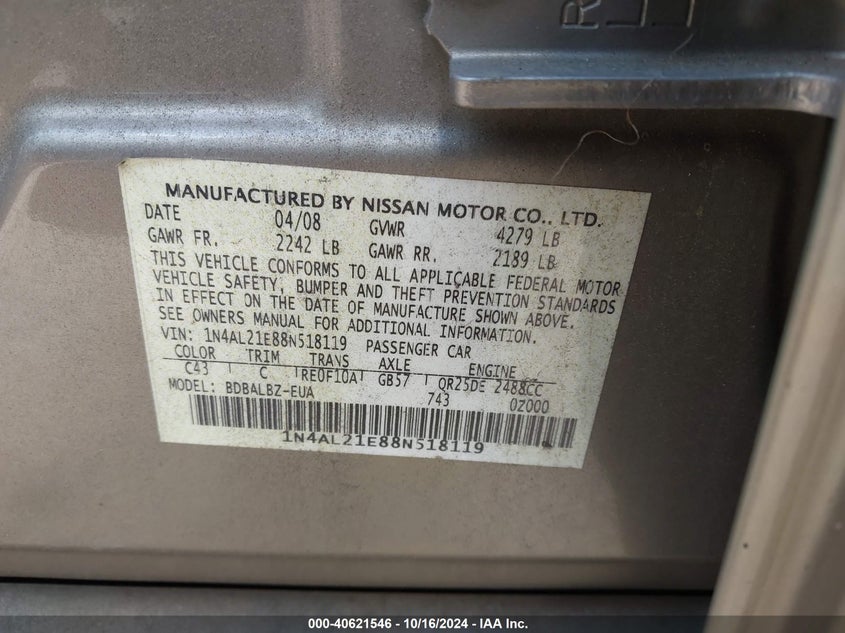 MANUFACTURED BY NISSAN MOTOR CO., LTD.
DATE 04/08 GVWR 4279 LB
GAWR FR. 2242 LB GAWR RR. 2189 LB
THIS VEHICLE CONFORMS TO ALL APPLICABLE FEDERAL MOTOR
VEHICLE SAFETY, BUMPER AND THEFT PREVENTION STANDARDS
IN EFFECT ON THE DATE OF MANUFACTURE SHOWN ABOVE.
SEE OWNERS MANUAL FOR ADDITIONAL INFORMATION.
VIN: 1N4AL21E88N518119 PASSENGER CAR
COLOR TRIM TRANS AXLE ENGINE
C43 C RE0F10A GB57 QR25DE 2488CC
MODEL: BDBALBZ-EUA 743 0Z000
1N4AL21E88N518119
000-40621546 - 10/16/2024 - IAA Inc.